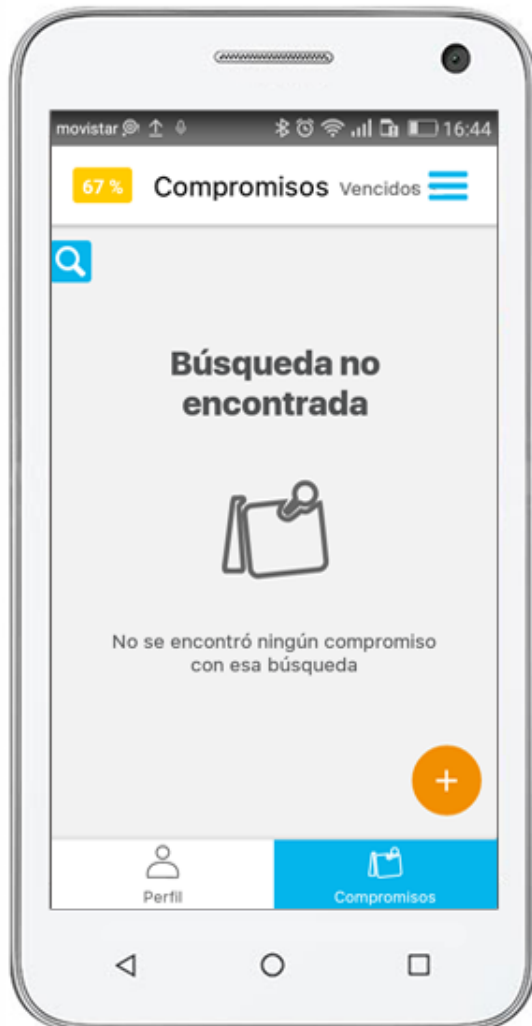 movistar 16:44
67 % Compromisos Vencidos
Búsqueda no
encontrada
No se encontró ningún compromiso
con esa búsqueda
Perfil Compromisos